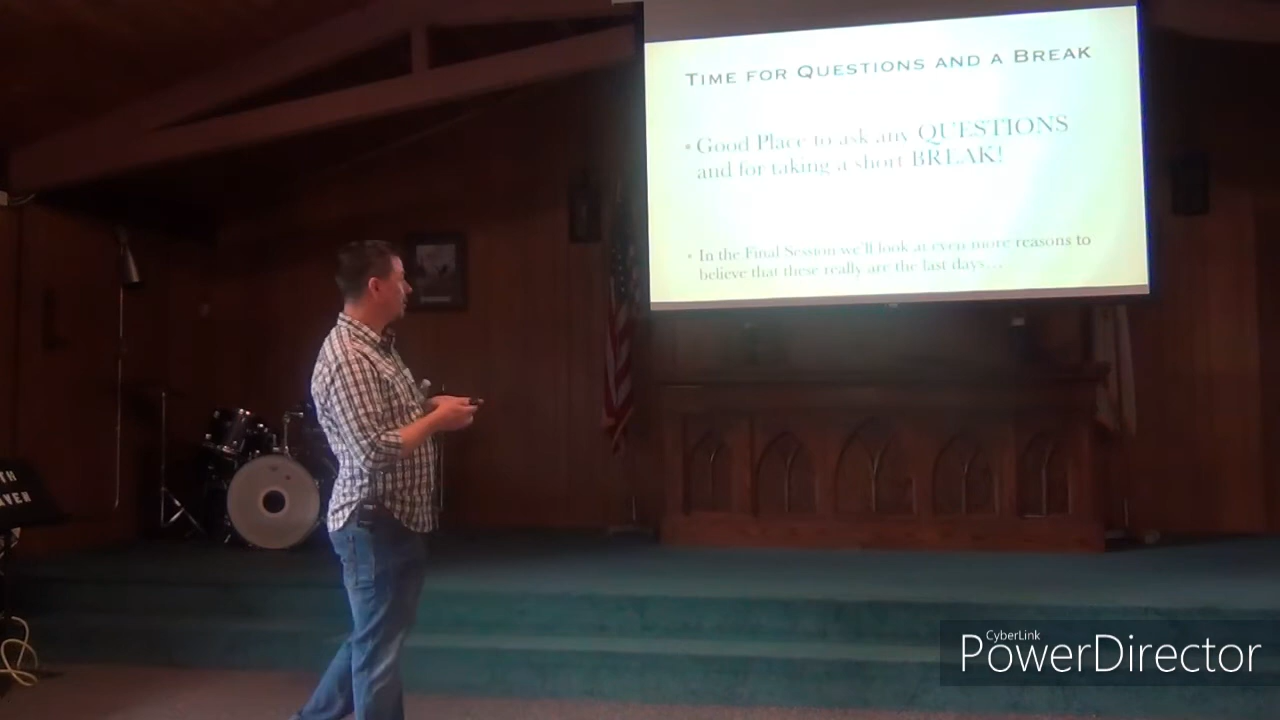 TIME FOR QUESTIONS AND A BREAK
• Good Place to ask any QUESTIONS
and for taking a short BREAK!
• In the Final Session we'll look at even more reasons to
believe that these really are the last days...
TH
AVEN
CyberLink
PowerDirector